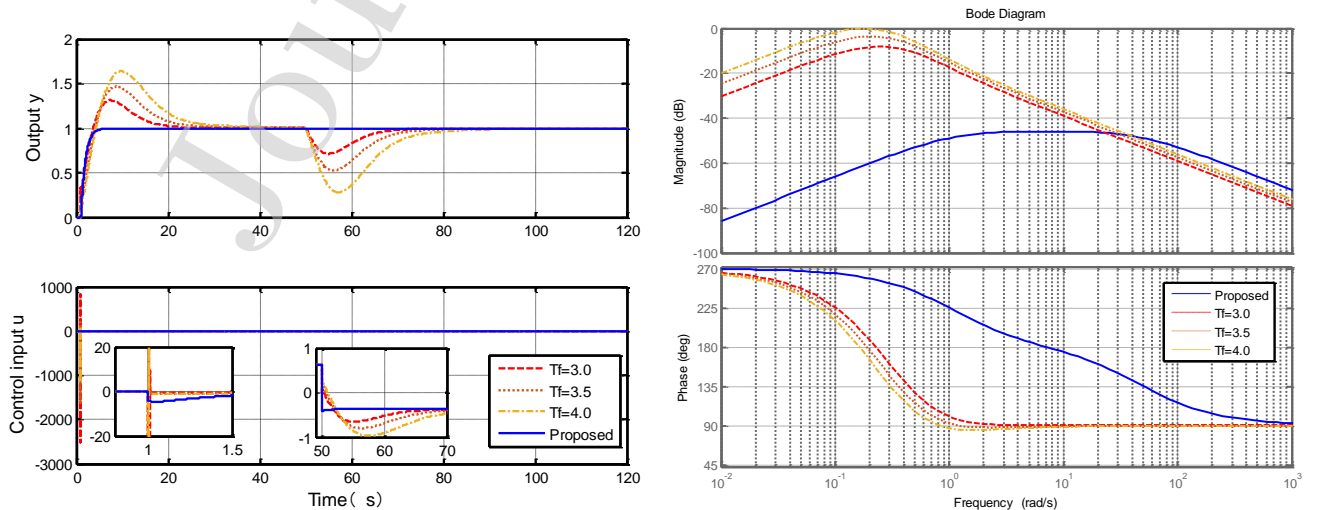 2
1.5
1
0.5
0
Output y
0 20 40 60 80 100 120
Jou
1000
0
-1000
-2000
-3000
Control input u
20
0
-20
1 1.5
1
0
-1
50 60 70
Tf=3.0
Tf=3.5
Tf=4.0
Proposed
0 20 40 60 80 100 120
Time( s)
Bode Diagram
0
-20
-40
-60
-80
-100
Magnitude (dB)
270
225
180
135
90
45
Phase (deg)
Proposed
Tf=3.0
Tf=3.5
Tf=4.0
10-2 10-1 100 101 102 103
Frequency (rad/s)